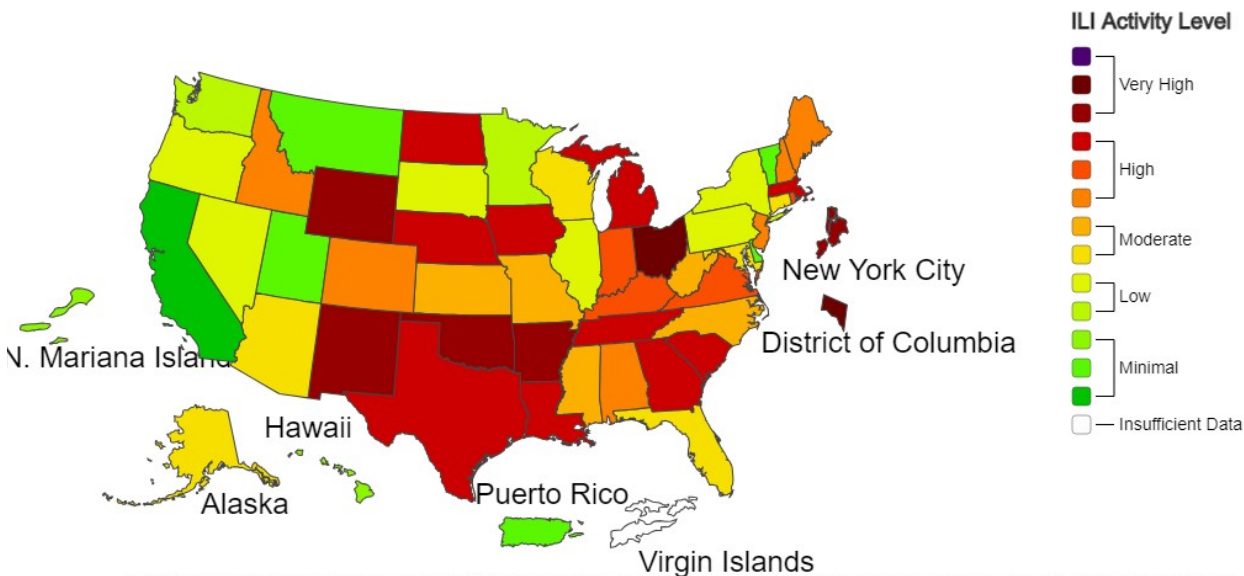 ILI Activity Level
Very High
High
Moderate
Low
Minimal
Insufficient Data
New York City
District of Columbia
N. Mariana Island
Hawaii
Alaska
Puerto Rico
Virgin Islands